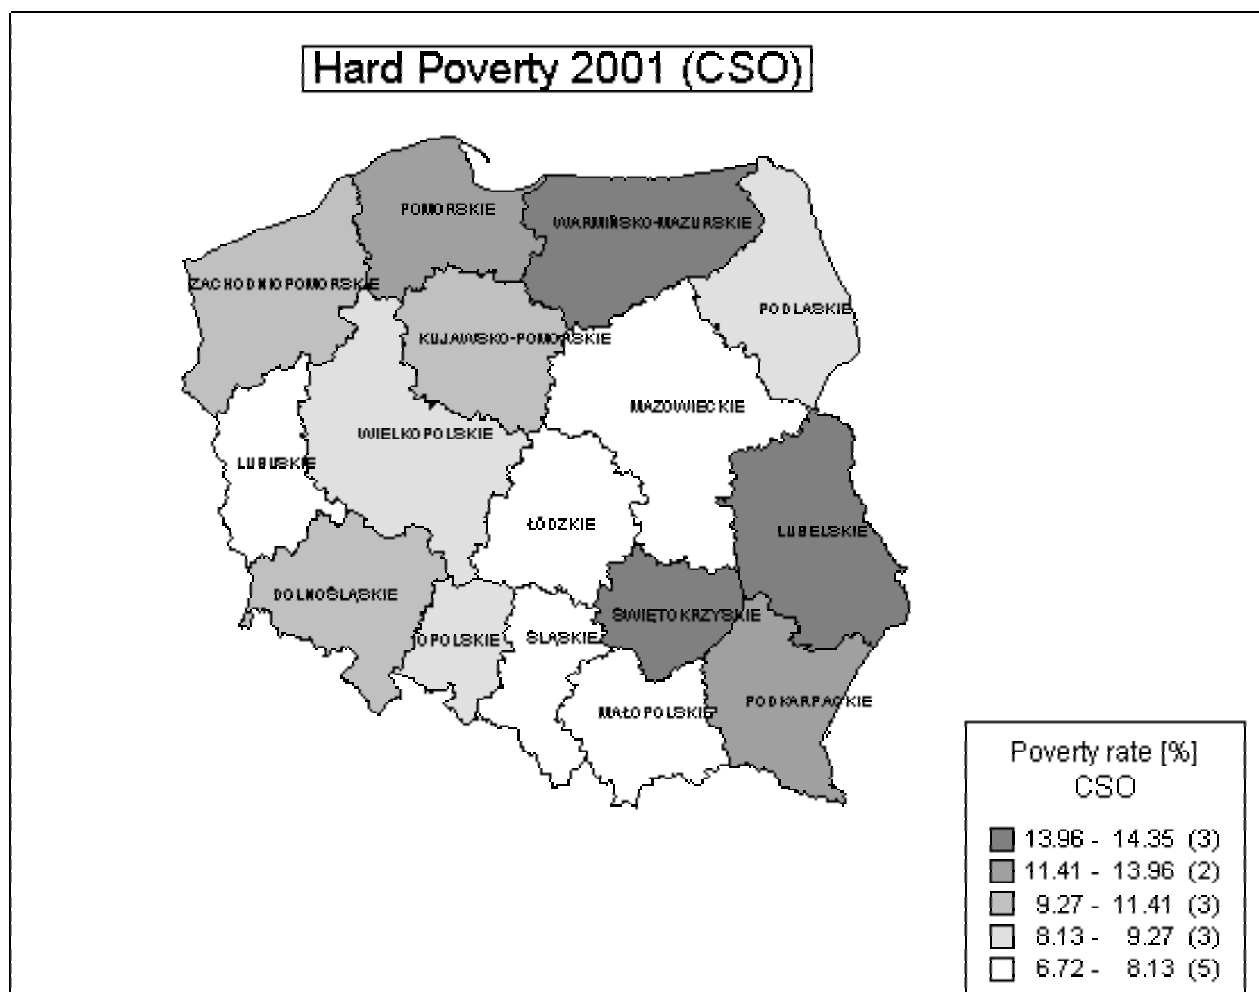 Hard Poverty 2001 (CSO)
POMORSKIE
WARMIŃSKO-MAZURSKIE
ZACHODNIOPOMORSKIE
PODLASKIE
KUJAWSKO-POMORSKIE
MAZOWIECKIE
WIELKOPOLSKIE
LUBUSKIE
ŁÓDZKIE
LUBELSKIE
DOLNOŚLĄSKIE
ŚWIĘTOKRZYSKIE
OPOLSKIE
ŚLĄSKIE
PODKARPACKIE
MAŁOPOLSKIE
Poverty rate [%]
CSO
13.96 - 14.35 (3)
11.41 - 13.96 (2)
9.27 - 11.41 (3)
8.13 - 9.27 (3)
6.72 - 8.13 (5)